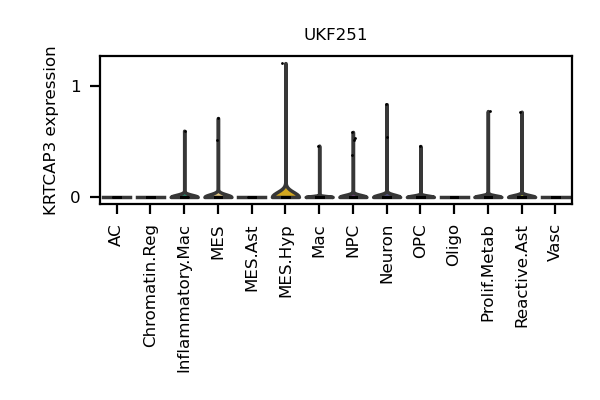 UKF251
KRTCAP3 expression
1
0
AC
Chromatin.Reg
Inflammatory.Mac
MES
MES.Ast
MES.Hyp
Mac
NPC
Neuron
OPC
Oligo
Prolif.Metab
Reactive.Ast
Vasc